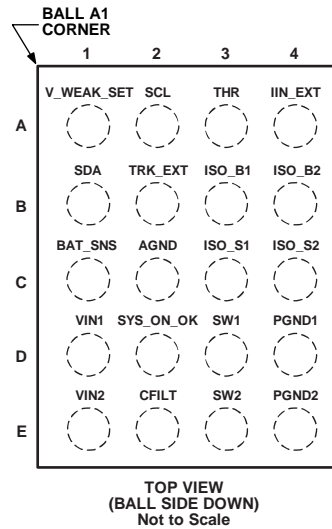 BALL A1
CORNER
1 2 3 4
V_WEAK_SET SCL THR IIN_EXT
A
SDA TRK_EXT ISO_B1 ISO_B2
B
BAT_SNS AGND ISO_S1 ISO_S2
C
VIN1 SYS_ON_OK SW1 PGND1
D
VIN2 CFILT SW2 PGND2
E
TOP VIEW
(BALL SIDE DOWN)
Not to Scale